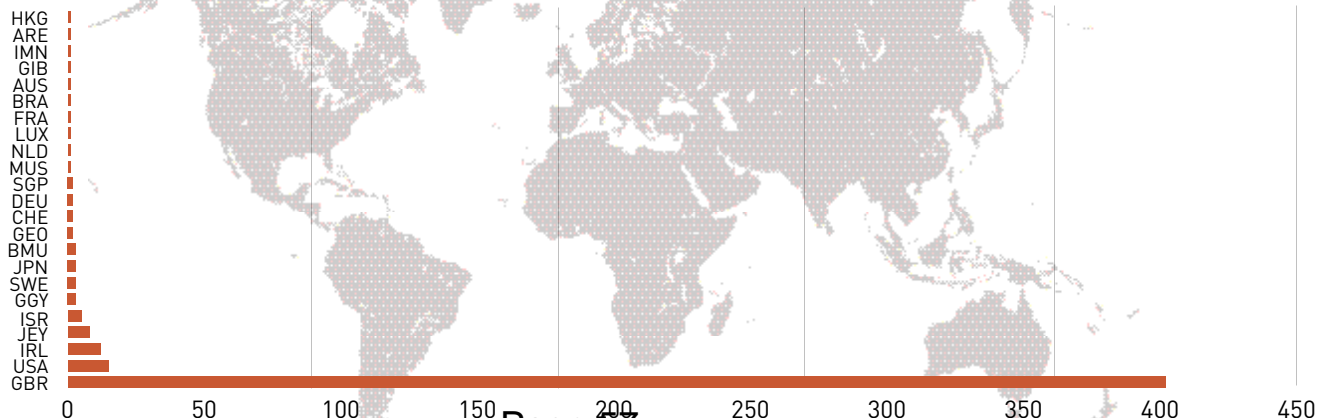 HKG
ARE
IMN
GIB
AUS
BRA
FRA
LUX
NLD
MUS
SGP
DEU
CHE
GEO
BMU
JPN
SWE
GGY
ISR
JEY
IRL
USA
GBR
0 50 100 150 200 250 300 350 400 450